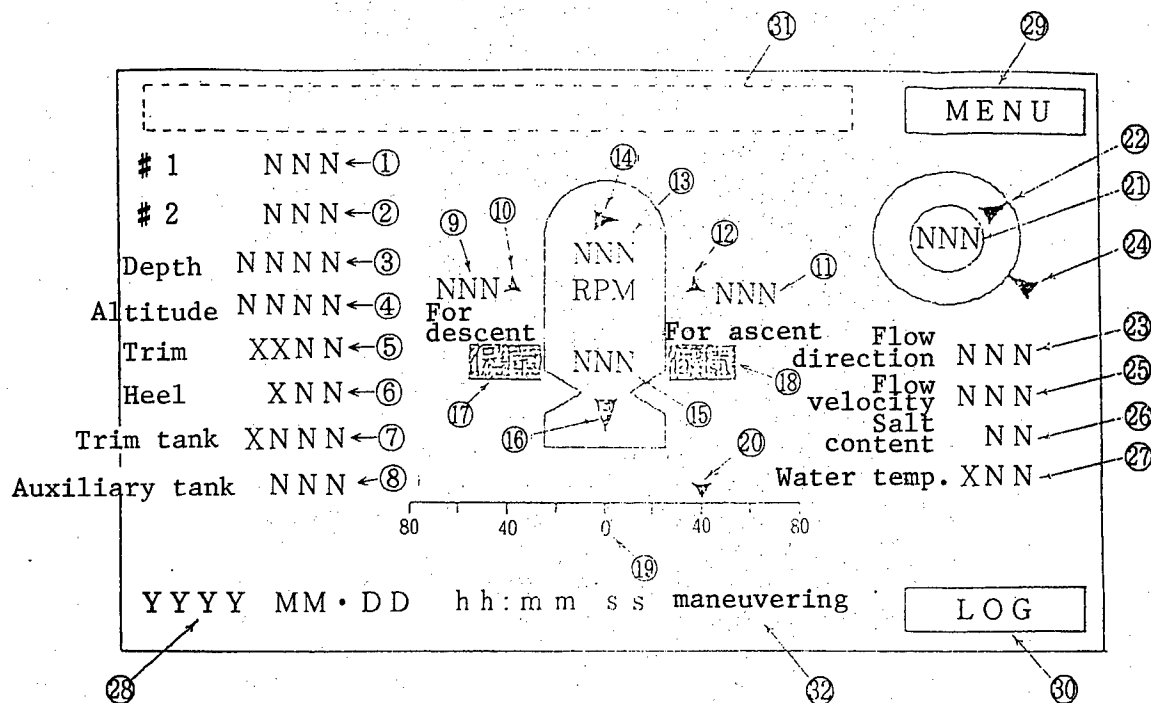 ㉛ ㉙
MENU
# 1 NNN ←①
# 2 NNN ←②
Depth NNNN ←③
Altitude NNNN ←④
Trim XXNN ←⑤
Heel XNN ←⑥
Trim tank XNNN ←⑦
Auxiliary tank NNN ←⑧
⑭ ⑬
⑨ ⑩ NNN ⑫
NNN RPM NNN ⑪
For descent
For ascent
NNN
⑰ ⑯ ⑮ ⑱
⑳
80 40 0 40 80
⑲
㉒
NNN ㉑
㉔
Flow direction NNN ㉓
Flow velocity NNN ㉕
Salt content NN ㉖
Water temp. XNN ㉗
YYYY MM・DD hh:mm ss maneuvering
LOG
㉘ ㉜ ㉚